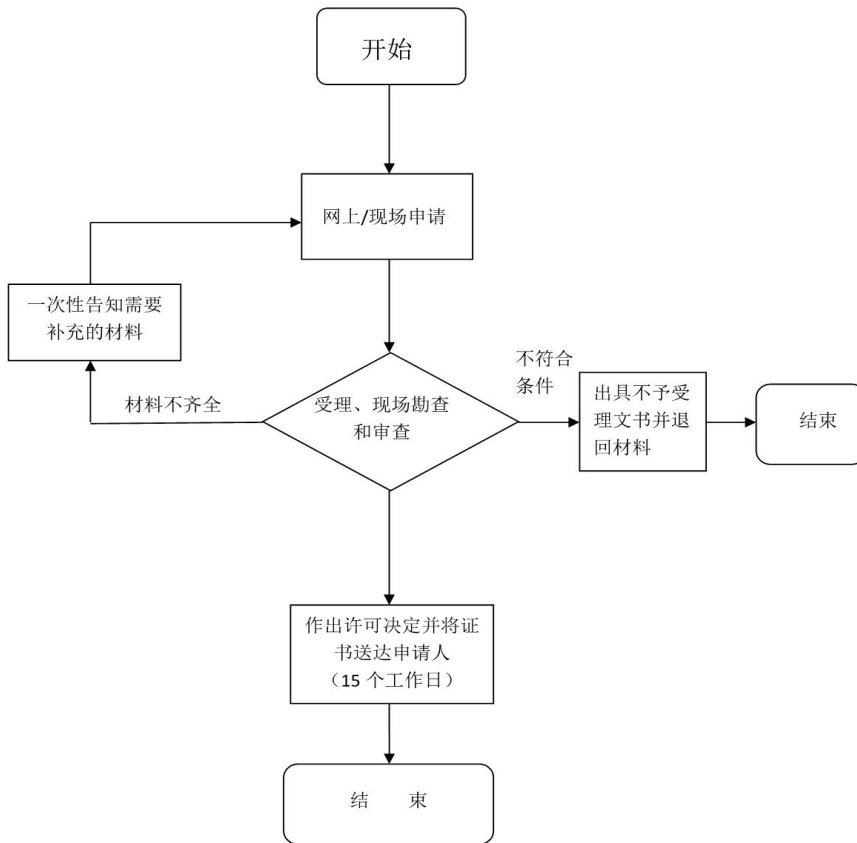 开始
网上/现场申请
一次性告知需要
补充的材料
不符合
条件
材料不齐全
受理、现场勘查
和审查
出具不予受
理文书并退
回材料
结束
作出许可决定并将证
书送达申请人
（15 个工作日）
结 束